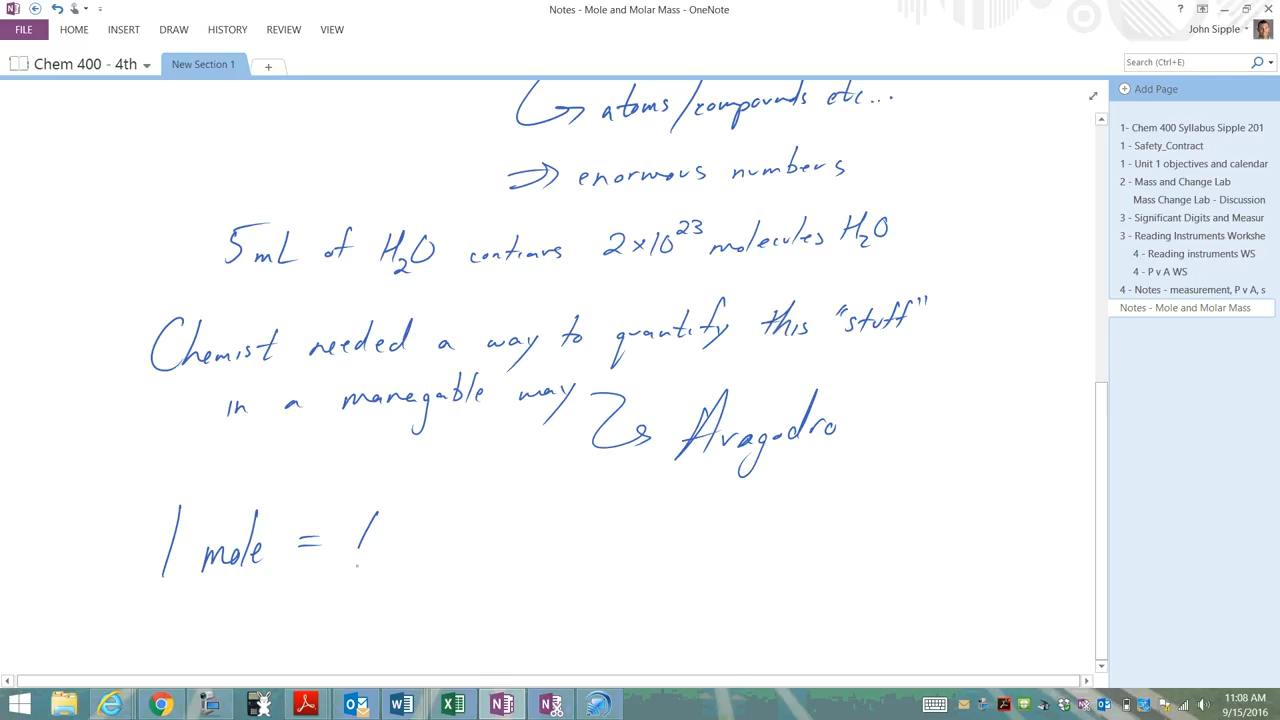 Notes - Mole and Molar Mass - OneNote
?
FILE HOME INSERT DRAW HISTORY REVIEW VIEW
John Sipple
Chem 400 - 4th
New Section 1
+
Search (Ctrl+E)
Add Page
1- Chem 400 Syllabus Sipple 201
1 - Safety_Contract
1 - Unit 1 objectives and calendar
2 - Mass and Change Lab
Mass Change Lab - Discussion
3 - Significant Digits and Measur
3 - Reading Instruments Workshe
4 - Reading instruments WS
4 - P v A WS
4 - Notes - measurement, P v A, s
Notes - Mole and Molar Mass
↳ atoms/compounds etc...
⇒ enormous numbers
5mL of H₂O contians 2×10²³ molecules H₂O
Chemist needed a way to quantify this "stuff"
in a manegable way
↳ Avagadro
1 mole =
11:08 AM
9/15/2016